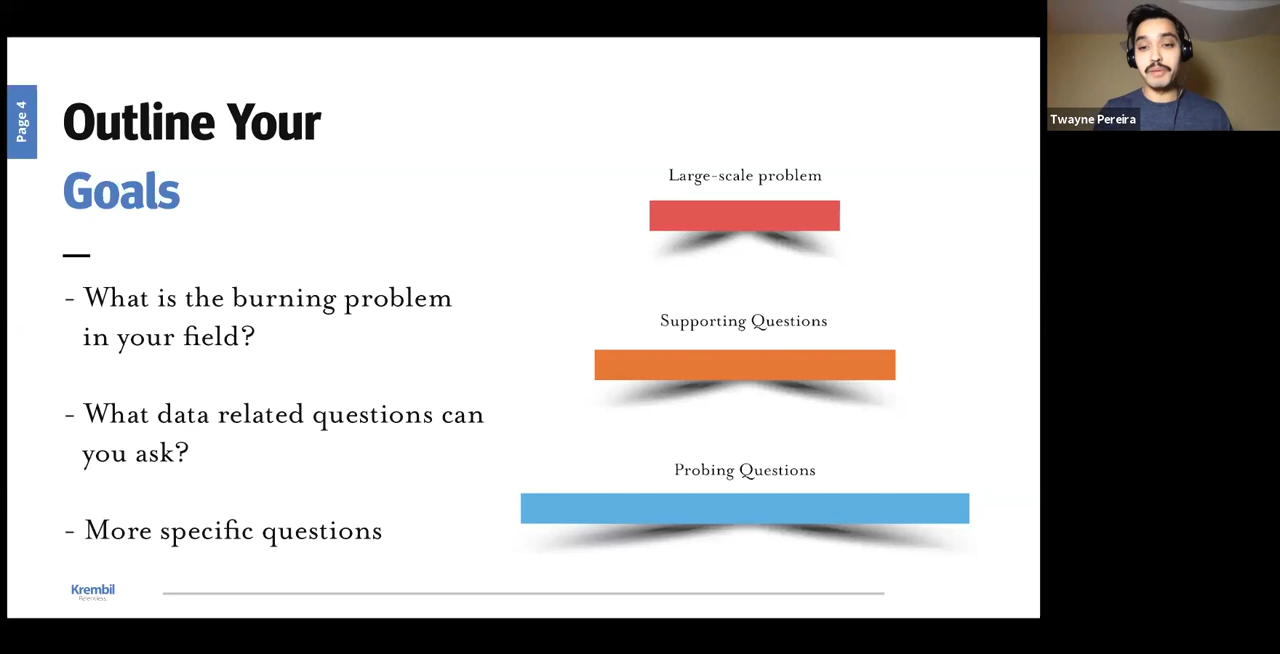 Page 4
Outline Your
Goals
- What is the burning problem
in your field?
- What data related questions can
you ask?
- More specific questions
Large-scale problem
Supporting Questions
Probing Questions
Krembil
Relentless.
Twayne Pereira